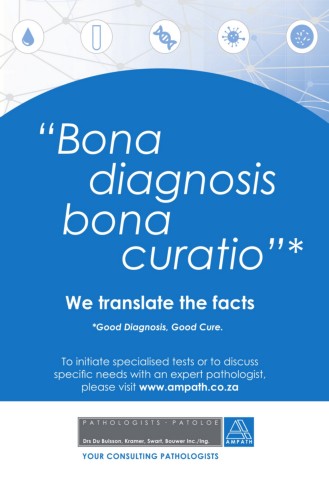 “Bona
diagnosis
bona
curatio”*
We translate the facts
*Good Diagnosis, Good Cure.
To initiate specialised tests or to discuss
specific needs with an expert pathologist,
please visit www.ampath.co.za
PATHOLOGISTS · PATOLOË
Drs Du Buisson, Kramer, Swart, Bouwer Inc./Ing.
AMPATH
YOUR CONSULTING PATHOLOGISTS